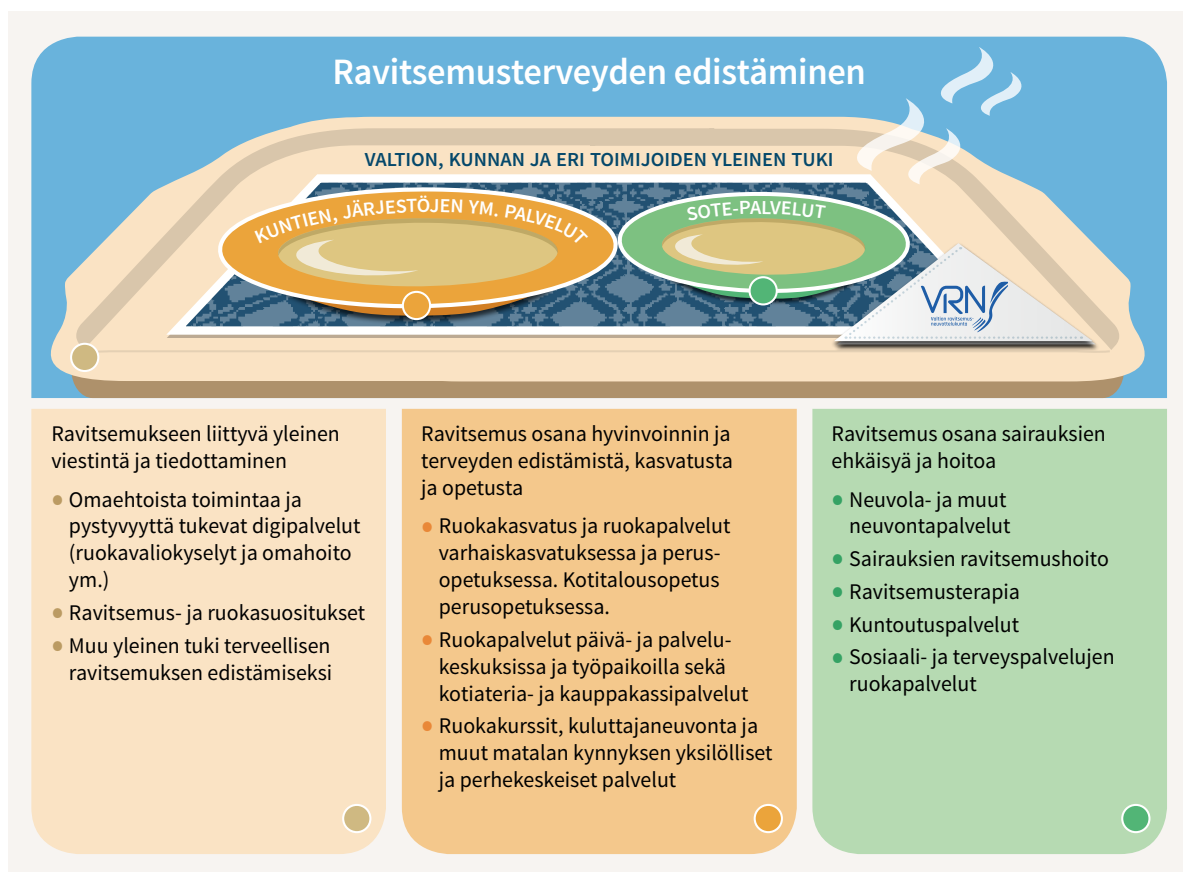 Ravitsemusterveyden edistäminen
VALTION, KUNNAN JA ERI TOIMIJOIDEN YLEINEN TUKI
KUNTIEN, JÄRJESTÖJEN YM. PALVELUT
SOTE-PALVELUT
VRN
Valtion ravitsemus-
neuvottelukunta
Ravitsemukseen liittyvä yleinen
viestintä ja tiedottaminen
• Omaehtoista toimintaa ja
pystyvyyttä tukevat digipalvelut
(ruokavaliokyselyt ja omahoito
ym.)
• Ravitsemus- ja ruokasuositukset
• Muu yleinen tuki terveellisen
ravitsemuksen edistämiseksi
Ravitsemus osana hyvinvoinnin ja
terveyden edistämistä, kasvatusta
ja opetusta
• Ruokakasvatus ja ruokapalvelut
varhaiskasvatuksessa ja perus-
opetuksessa. Kotitalousopetus
perusopetuksessa.
• Ruokapalvelut päivä- ja palvelu-
keskuksissa ja työpaikoilla sekä
kotiateria- ja kauppakassipalvelut
• Ruokakurssit, kuluttajaneuvonta ja
muut matalan kynnyksen yksilölliset
ja perhekeskeiset palvelut
Ravitsemus osana sairauksien
ehkäisyä ja hoitoa
• Neuvola- ja muut
neuvontapalvelut
• Sairauksien ravitsemushoito
• Ravitsemusterapia
• Kuntoutuspalvelut
• Sosiaali- ja terveyspalvelujen
ruokapalvelut